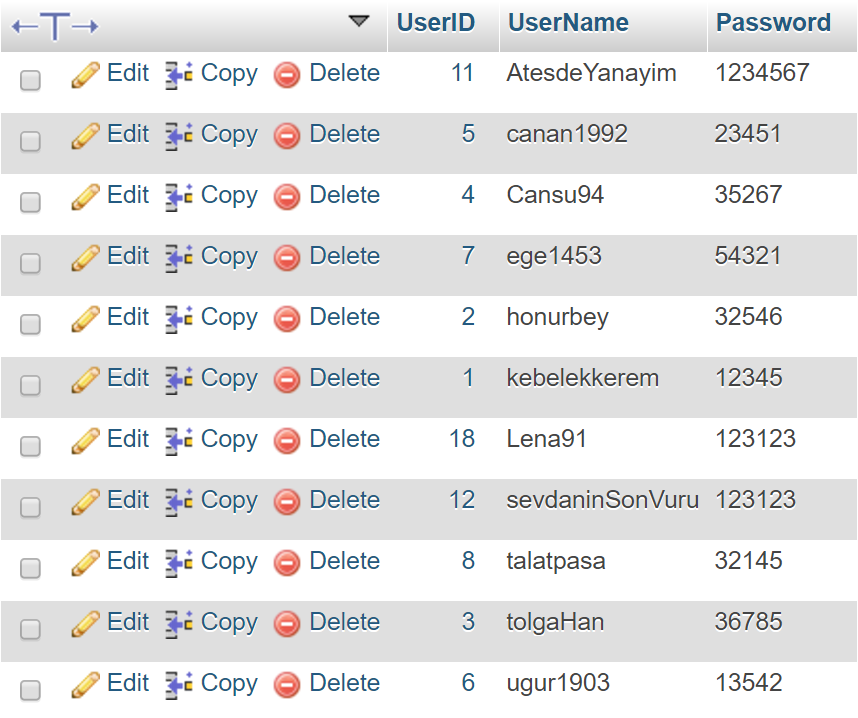 ←T→ UserID UserName Password
Edit Copy Delete 11 AtesdeYanayim 1234567
Edit Copy Delete 5 canan1992 23451
Edit Copy Delete 4 Cansu94 35267
Edit Copy Delete 7 ege1453 54321
Edit Copy Delete 2 honurbey 32546
Edit Copy Delete 1 kebelekkerem 12345
Edit Copy Delete 18 Lena91 123123
Edit Copy Delete 12 sevdaninSonVuru 123123
Edit Copy Delete 8 talatpasa 32145
Edit Copy Delete 3 tolgaHan 36785
Edit Copy Delete 6 ugur1903 13542